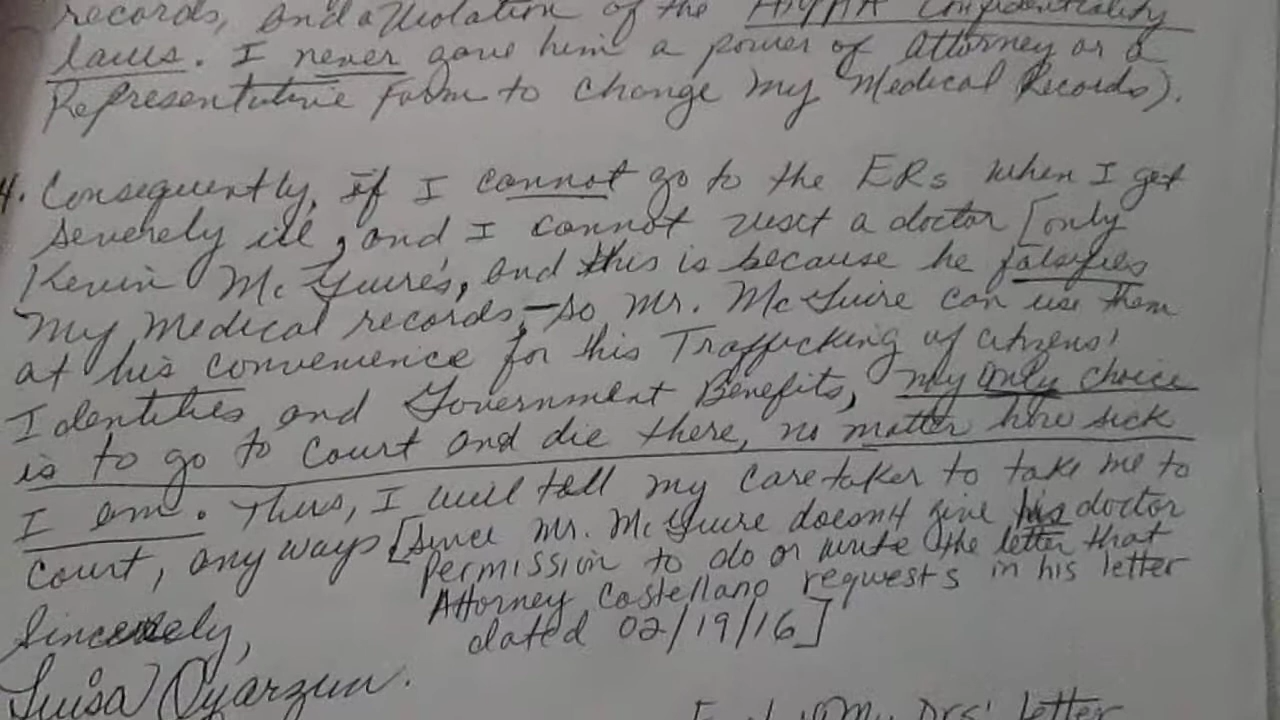 records, and a Violation of the HIPAA Confidentiality
laws. I never gave him a power of Attorney or a
Representative Form to change my Medical Records).
4. Consequently, if I cannot go to the ERs when I get
severely ill, and I cannot visit a doctor [only
Kevin Mc Guire's, and this is because he falsifies
my medical records,-so Mr. McGuire can use them
at his convenience for this Trafficking of citizens'
Identities and Government Benefits, my only choice
is to go to court and die there, no matter how sick
I am. Thus, I will tell my caretaker to take me to
court, any ways [since Mr. McGuire doesn't give his doctor
permission to do or write the letter that
Attorney Costellano requests in his letter
dated 02/19/16]
Sincerely,
Luisa Oyarzun.
My Drs' letter